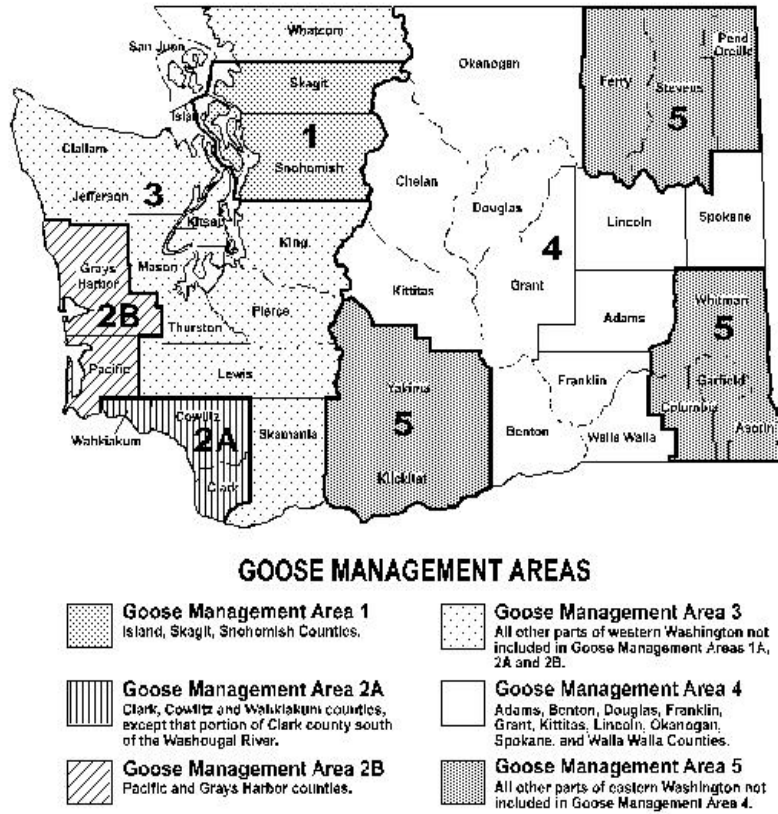 Whatcom
San Juan
Okanogan
Pend
Oreille
Skagit
Ferry
Stevens
Island
1
5
Snohomish
Clallam
Chelan
Jefferson
3
Douglas
Lincoln
Spokane
Kitsap
King
4
Grays
Harbor
Mason
Kittitas
Grant
Whitman
2B
Thurston
Pierce
Adams
5
Pacific
Lewis
Yakima
Franklin
Garfield
Columbia
Cowlitz
Wahkiakum
2A
Skamania
5
Benton
Walla Walla
Asotin
Clark
Klickitat
GOOSE MANAGEMENT AREAS
Goose Management Area 1
Island, Skagit, Snohomish Counties.
Goose Management Area 2A
Clark, Cowlitz and Wahkiakum counties,
except that portion of Clark county south
of the Washougal River.
Goose Management Area 2B
Pacific and Grays Harbor counties.
Goose Management Area 3
All other parts of western Washington not
included in Goose Management Areas 1A,
2A and 2B.
Goose Management Area 4
Adams, Benton, Douglas, Franklin,
Grant, Kittitas, Lincoln, Okanogan,
Spokane, and Walla Walla Counties.
Goose Management Area 5
All other parts of eastern Washington not
included in Goose Management Area 4.